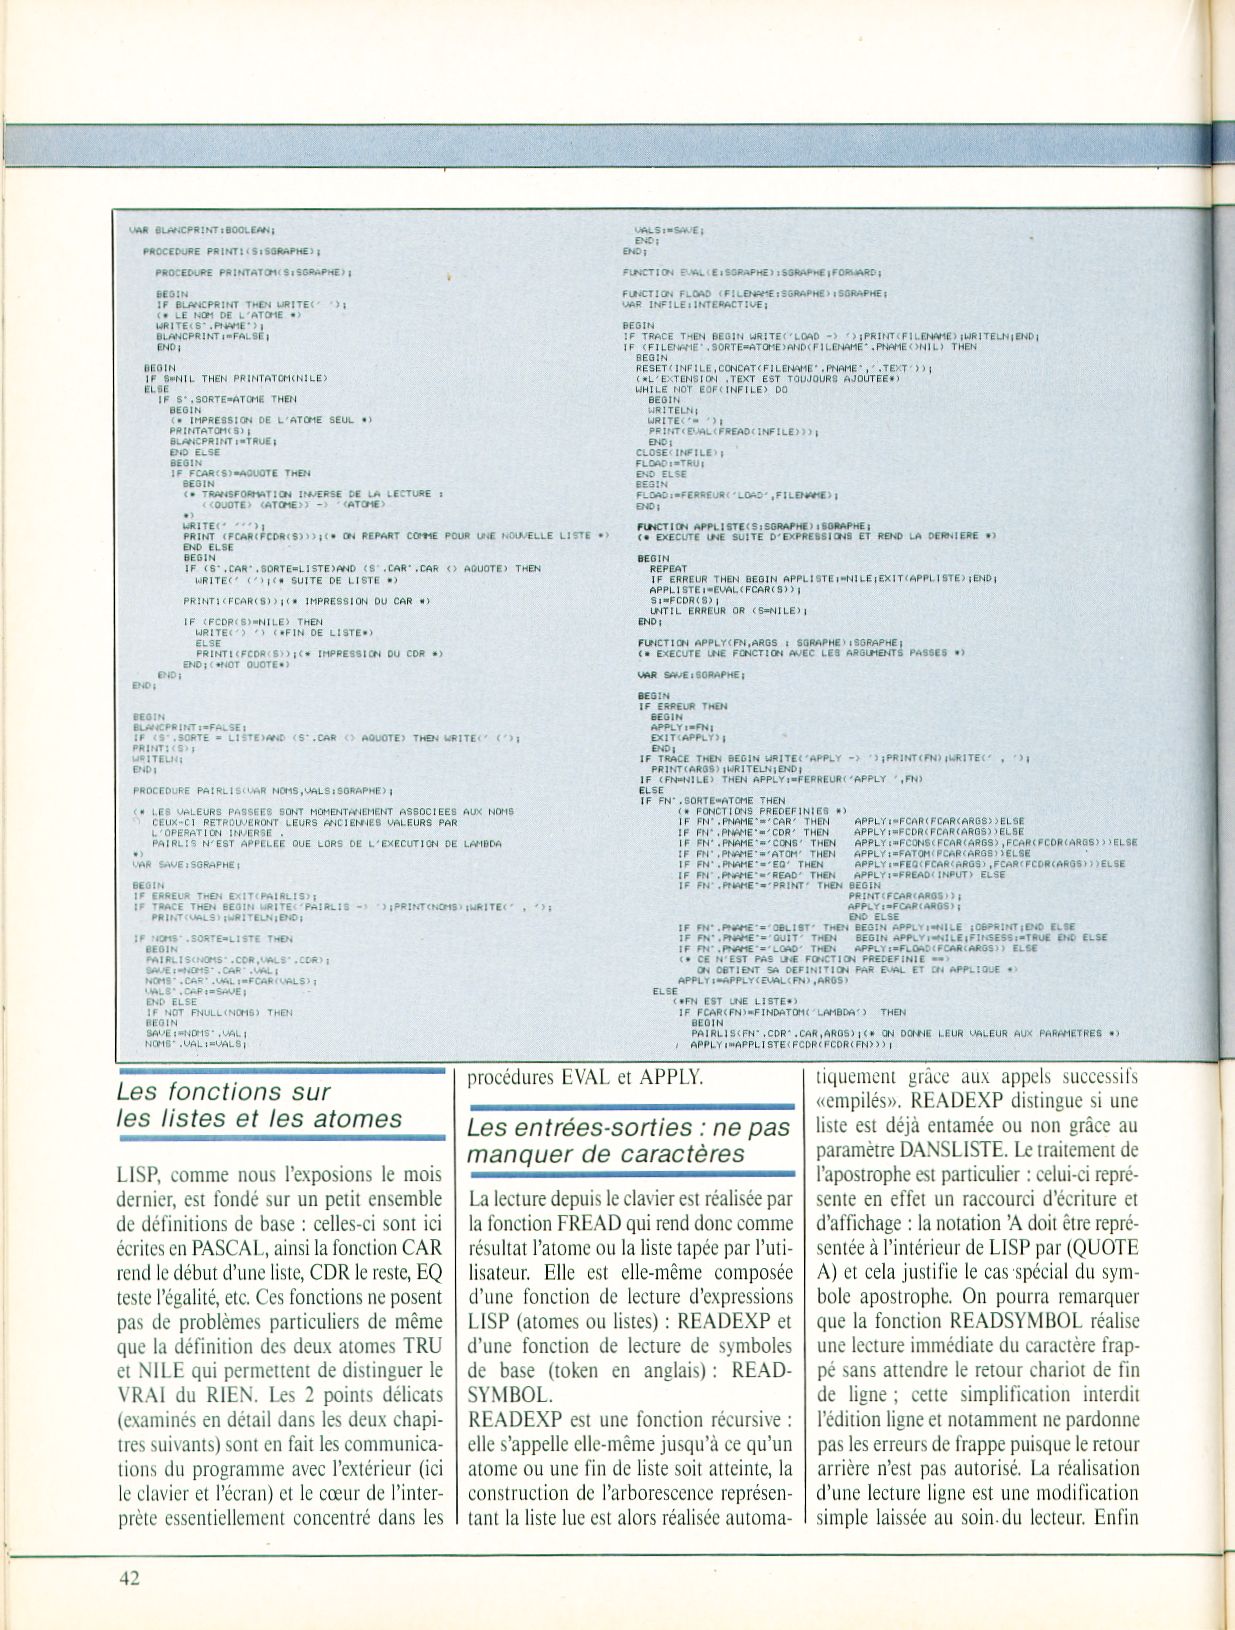 VAR BLANCPRINT:BOOLEAN;
PROCEDURE PRINT1(S:SGRAPHE);
PROCEDURE PRINTATOM(S:SGRAPHE);
BEGIN
IF BLANCPRINT THEN WRITE(' ');
(* LE NOM DE L'ATOME *)
WRITE(S^.PNAME^);
BLANCPRINT:=FALSE;
END;
BEGIN
IF S=NIL THEN PRINTATOM(NILE)
ELSE
IF S^.SORTE=ATOME THEN
BEGIN
(* IMPRESSION DE L'ATOME SEUL *)
PRINTATOM(S);
BLANCPRINT:=TRUE;
END ELSE
BEGIN
IF FCAR(S)=AQUOTE THEN
BEGIN
(* TRANSFORMATION INVERSE DE LA LECTURE :
((QUOTE) (ATOME)) -> '(ATOME)
*)
WRITE(' ''');
PRINT (FCAR(FCDR(S)));(* ON REPART COMME POUR UNE NOUVELLE LISTE *)
END ELSE
BEGIN
IF (S^.CAR^.SORTE=LISTE)AND (S^.CAR^.CAR <> AQUOTE) THEN
WRITE(' (');(* SUITE DE LISTE *)
PRINT1(FCAR(S));(* IMPRESSION DU CAR *)
IF (FCDR(S)=NILE) THEN
WRITE(') ') (*FIN DE LISTE*)
ELSE
PRINT1(FCDR(S));(* IMPRESSION DU CDR *)
END;(*NOT QUOTE*)
END;
END;
BEGIN
BLANCPRINT:=FALSE;
IF (S^.SORTE = LISTE)AND (S^.CAR <> AQUOTE) THEN WRITE(' (');
PRINT1(S);
WRITELN;
END;
PROCEDURE PAIRLIS(VAR NOMS,VALS:SGRAPHE);
(* LES VALEURS PASSEES SONT MOMENTANEMENT ASSOCIEES AUX NOMS
CEUX-CI RETROUVERONT LEURS ANCIENNES VALEURS PAR
L'OPERATION INVERSE .
PAIRLIS N'EST APPELEE QUE LORS DE L'EXECUTION DE LAMBDA
*)
VAR SAVE:SGRAPHE;
BEGIN
IF ERREUR THEN EXIT(PAIRLIS);
IF TRACE THEN BEGIN WRITE('PAIRLIS -> ');PRINT(NOMS);WRITE(' , ');
PRINT(VALS);WRITELN;END;
IF NOMS^.SORTE=LISTE THEN
BEGIN
PAIRLIS(NOMS^.CDR,VALS^.CDR);
SAVE:=NOMS^.CAR^.VAL;
NOMS^.CAR^.VAL:=FCAR(VALS);
VALS^.CAR:=SAVE;
END ELSE
IF NOT FNULL(NOMS) THEN
BEGIN
SAVE:=NOMS^.VAL;
NOMS^.VAL:=VALS;
VALS:=SAVE;
END;
END;
FUNCTION EVAL(E:SGRAPHE):SGRAPHE;FORWARD;
FUNCTION FLOAD (FILENAME:SGRAPHE):SGRAPHE;
VAR INFILE:INTERACTIVE;
BEGIN
IF TRACE THEN BEGIN WRITE('LOAD -> ');PRINT(FILENAME);WRITELN;END;
IF (FILENAME^.SORTE=ATOME)AND(FILENAME^.PNAME<>NIL) THEN
BEGIN
RESET(INFILE,CONCAT(FILENAME^.PNAME^,'.TEXT'));
(*L'EXTENSION .TEXT EST TOUJOURS AJOUTEE*)
WHILE NOT EOF(INFILE) DO
BEGIN
WRITELN;
WRITE('= ');
PRINT(EVAL(FREAD(INFILE)));
END;
CLOSE(INFILE);
FLOAD:=TRU;
END ELSE
BEGIN
FLOAD:=FERREUR('LOAD',FILENAME);
END;
FUNCTION APPLISTE(S:SGRAPHE):SGRAPHE;
(* EXECUTE UNE SUITE D'EXPRESSIONS ET REND LA DERNIERE *)
BEGIN
REPEAT
IF ERREUR THEN BEGIN APPLISTE:=NILE;EXIT(APPLISTE);END;
APPLISTE:=EVAL(FCAR(S));
S:=FCDR(S);
UNTIL ERREUR OR (S=NILE);
END;
FUNCTION APPLY(FN,ARGS : SGRAPHE):SGRAPHE;
(* EXECUTE UNE FONCTION AVEC LES ARGUMENTS PASSES *)
VAR SAVE:SGRAPHE;
BEGIN
IF ERREUR THEN
BEGIN
APPLY:=FN;
EXIT(APPLY);
END;
IF TRACE THEN BEGIN WRITE('APPLY -> ');PRINT(FN);WRITE(' , ');
PRINT(ARGS);WRITELN;END;
IF (FN=NILE) THEN APPLY:=FERREUR('APPLY ',FN)
ELSE
IF FN^.SORTE=ATOME THEN
(* FONCTIONS PREDEFINIES *)
IF FN^.PNAME^='CAR' THEN APPLY:=FCAR(FCAR(ARGS))ELSE
IF FN^.PNAME^='CDR' THEN APPLY:=FCDR(FCAR(ARGS))ELSE
IF FN^.PNAME^='CONS' THEN APPLY:=FCONS(FCAR(ARGS),FCAR(FCDR(ARGS)))ELSE
IF FN^.PNAME^='ATOM' THEN APPLY:=FATOM(FCAR(ARGS))ELSE
IF FN^.PNAME^='EQ' THEN APPLY:=FEQ(FCAR(ARGS),FCAR(FCDR(ARGS)))ELSE
IF FN^.PNAME^='READ' THEN APPLY:=FREAD(INPUT) ELSE
IF FN^.PNAME^='PRINT' THEN BEGIN
PRINT(FCAR(ARGS));
APPLY:=FCAR(ARGS);
END ELSE
IF FN^.PNAME^='OBLIST' THEN BEGIN APPLY:=NILE ;OBPRINT;END ELSE
IF FN^.PNAME^='QUIT' THEN BEGIN APPLY:=NILE;FINSESS:=TRUE END ELSE
IF FN^.PNAME^='LOAD' THEN APPLY:=FLOAD(FCAR(ARGS)) ELSE
(* CE N'EST PAS UNE FONCTION PREDEFINIE ==>
ON OBTIENT SA DEFINITION PAR EVAL ET ON APPLIQUE *)
APPLY:=APPLY(EVAL(FN),ARGS)
ELSE
(*FN EST UNE LISTE*)
IF FCAR(FN)=FINDATOM('LAMBDA') THEN
BEGIN
PAIRLIS(FN^.CDR^.CAR,ARGS);(* ON DONNE LEUR VALEUR AUX PARAMETRES *)
APPLY:=APPLISTE(FCDR(FCDR(FN)));
Les fonctions sur
les listes et les atomes
LISP, comme nous l'exposions le mois
dernier, est fondé sur un petit ensemble
de définitions de base : celles-ci sont ici
écrites en PASCAL, ainsi la fonction CAR
rend le début d'une liste, CDR le reste, EQ
teste l'égalité, etc. Ces fonctions ne posent
pas de problèmes particuliers de même
que la définition des deux atomes TRU
et NILE qui permettent de distinguer le
VRAI du RIEN. Les 2 points délicats
(examinés en détail dans les deux chapi-
tres suivants) sont en fait les communica-
tions du programme avec l'extérieur (ici
le clavier et l'écran) et le cœur de l'inter-
prète essentiellement concentré dans les
procédures EVAL et APPLY.
Les entrées-sorties : ne pas
manquer de caractères
La lecture depuis le clavier est réalisée par
la fonction FREAD qui rend donc comme
résultat l'atome ou la liste tapée par l'uti-
lisateur. Elle est elle-même composée
d'une fonction de lecture d'expressions
LISP (atomes ou listes) : READEXP et
d'une fonction de lecture de symboles
de base (token en anglais) : READ-
SYMBOL.
READEXP est une fonction récursive :
elle s'appelle elle-même jusqu'à ce qu'un
atome ou une fin de liste soit atteinte, la
construction de l'arborescence représen-
tant la liste lue est alors réalisée automa-
tiquement grâce aux appels successifs
«empilés». READEXP distingue si une
liste est déjà entamée ou non grâce au
paramètre DANSLISTE. Le traitement de
l'apostrophe est particulier : celui-ci repré-
sente en effet un raccourci d'écriture et
d'affichage : la notation 'A doit être repré-
sentée à l'intérieur de LISP par (QUOTE
A) et cela justifie le cas spécial du sym-
bole apostrophe. On pourra remarquer
que la fonction READSYMBOL réalise
une lecture immédiate du caractère frap-
pé sans attendre le retour chariot de fin
de ligne ; cette simplification interdit
l'édition ligne et notamment ne pardonne
pas les erreurs de frappe puisque le retour
arrière n'est pas autorisé. La réalisation
d'une lecture ligne est une modification
simple laissée au soin du lecteur. Enfin
42